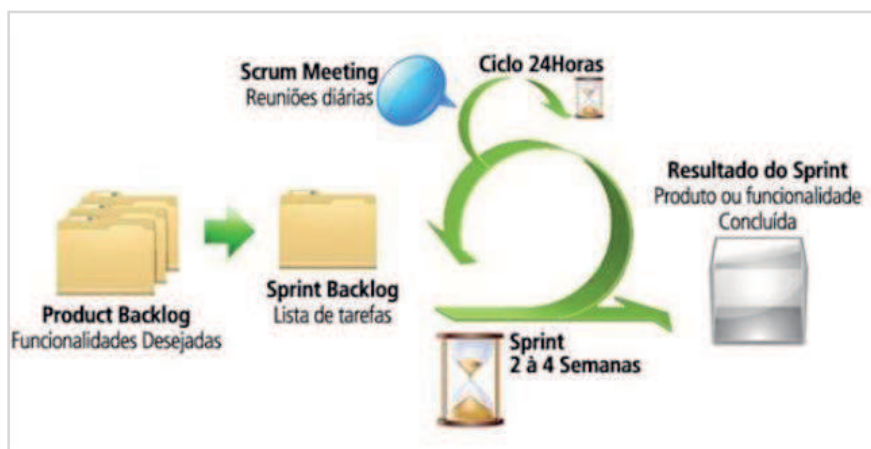 Scrum Meeting
Reuniões diárias
Ciclo 24Horas
Resultado do Sprint
Produto ou funcionalidade
Concluída
Product Backlog
Funcionalidades Desejadas
Sprint Backlog
Lista de tarefas
Sprint
2 à 4 Semanas